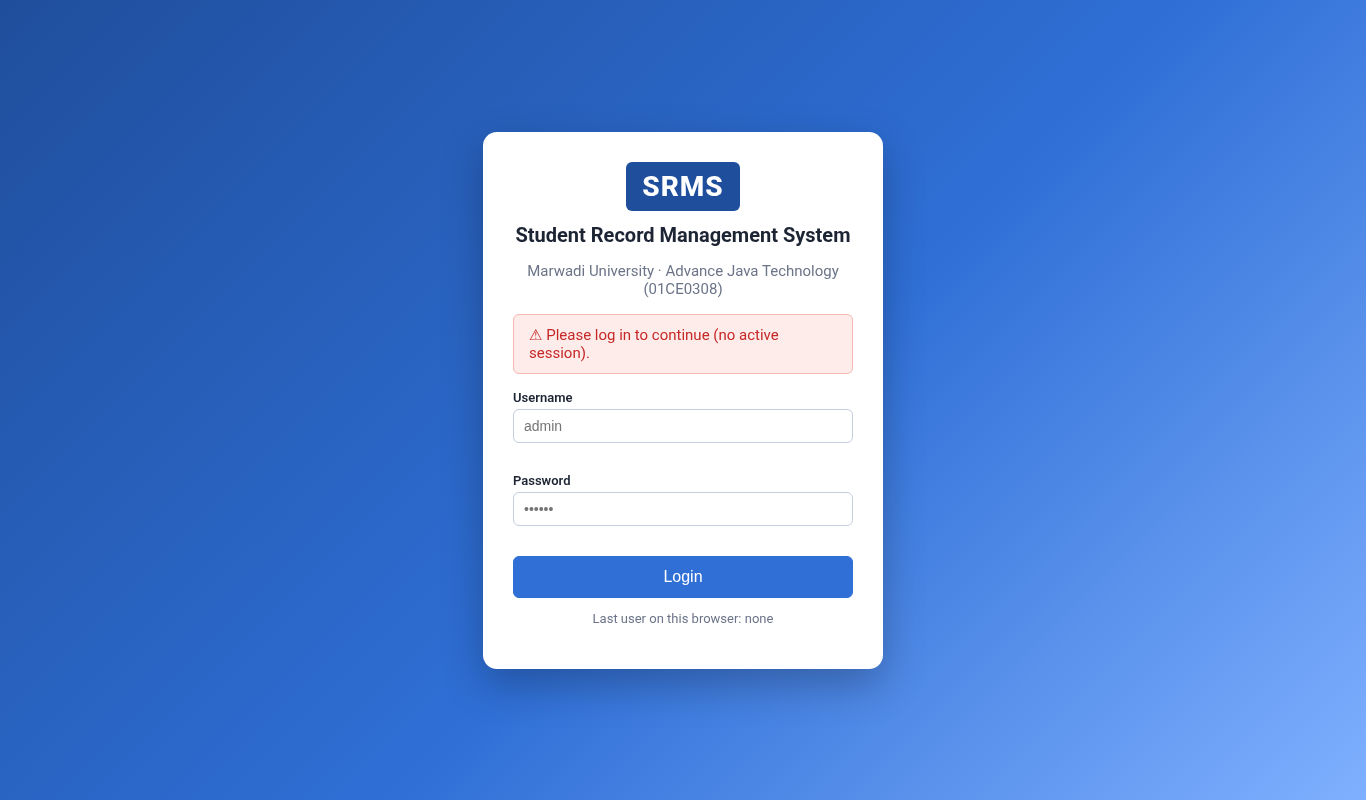 SRMS
Student Record Management System
Marwadi University · Advance Java Technology
(01CE0308)
⚠ Please log in to continue (no active
session).
Username
admin
Password
••••••
Login
Last user on this browser: none